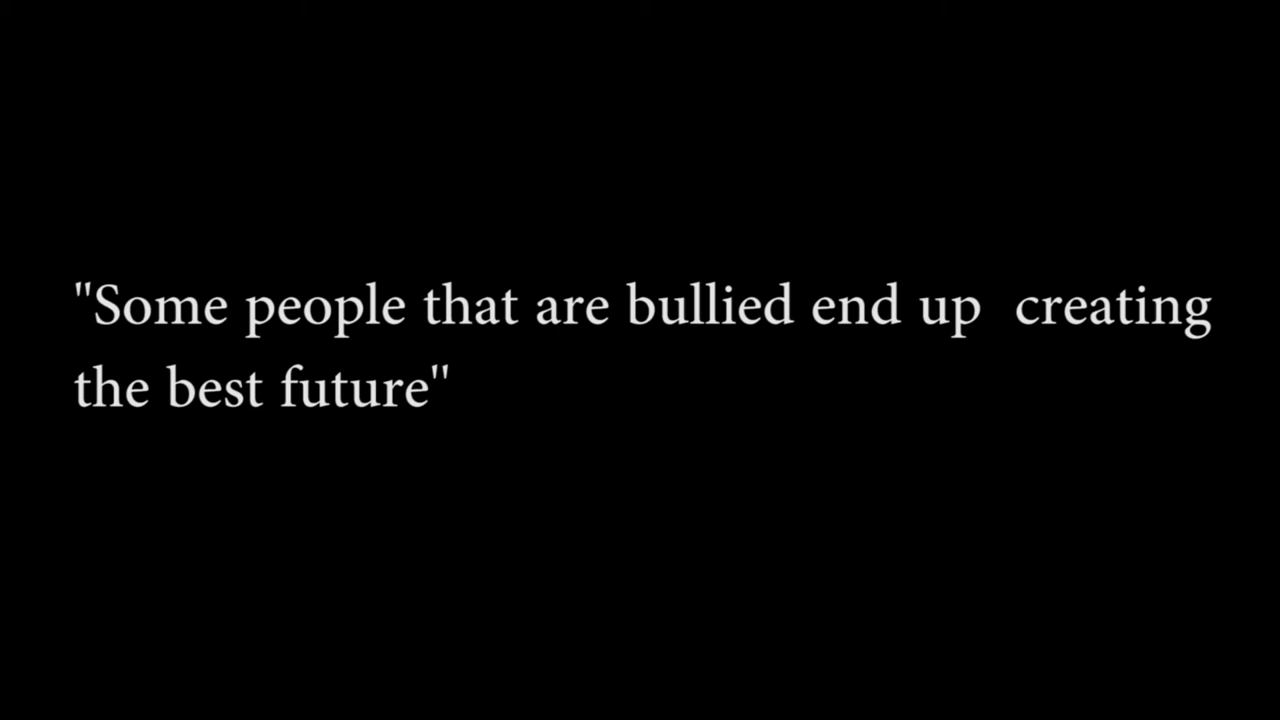 "Some people that are bullied end up  creating
the best future"